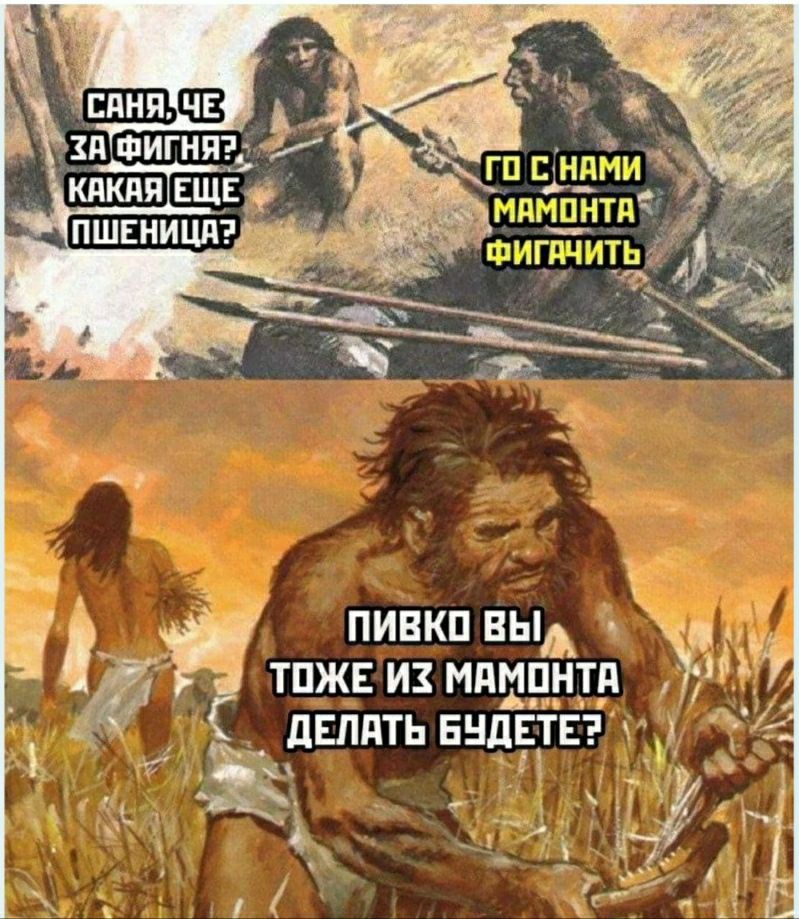 САНЯ, ЧЕ
ЗА ФИГНЯ?
КАКАЯ ЕЩЕ
ПШЕНИЦА?
ГО С НАМИ
МАМОНТА
ФИГАЧИТЬ
ПИВКО ВЫ
ТОЖЕ ИЗ МАМОНТА
ДЕЛАТЬ БУДЕТЕ?